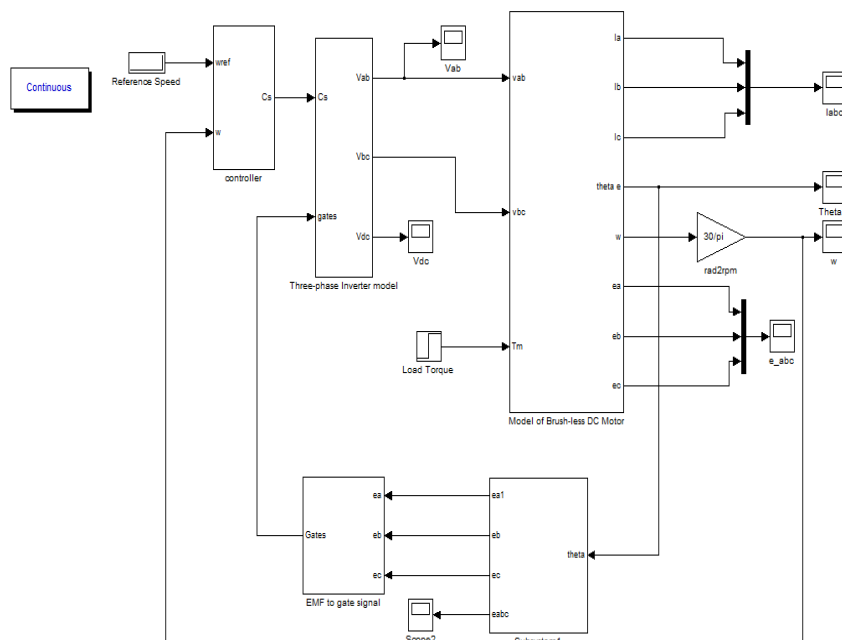 Continuous
Reference Speed
wref
w
Cs
controller
Cs
gates
Vab
Vbc
Vdc
Three-phase Inverter model
Vab
Vdc
Load Torque
vab
vbc
Tm
Ia
Ib
Ic
theta e
w
ea
eb
ec
Model of Brush-less DC Motor
Iabc
Theta
30/pi
rad2rpm
w
e_abc
Gates
ea
eb
ec
EMF to gate signal
ea1
eb
ec
eabc
theta
Scope2